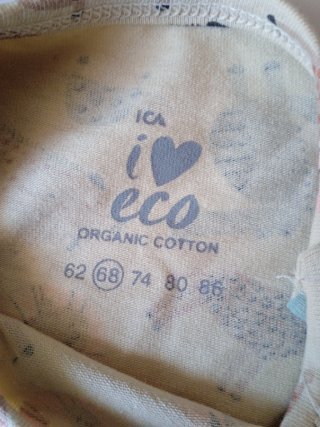 ICA
i♥
eco
ORGANIC COTTON
62 68 74 80 86